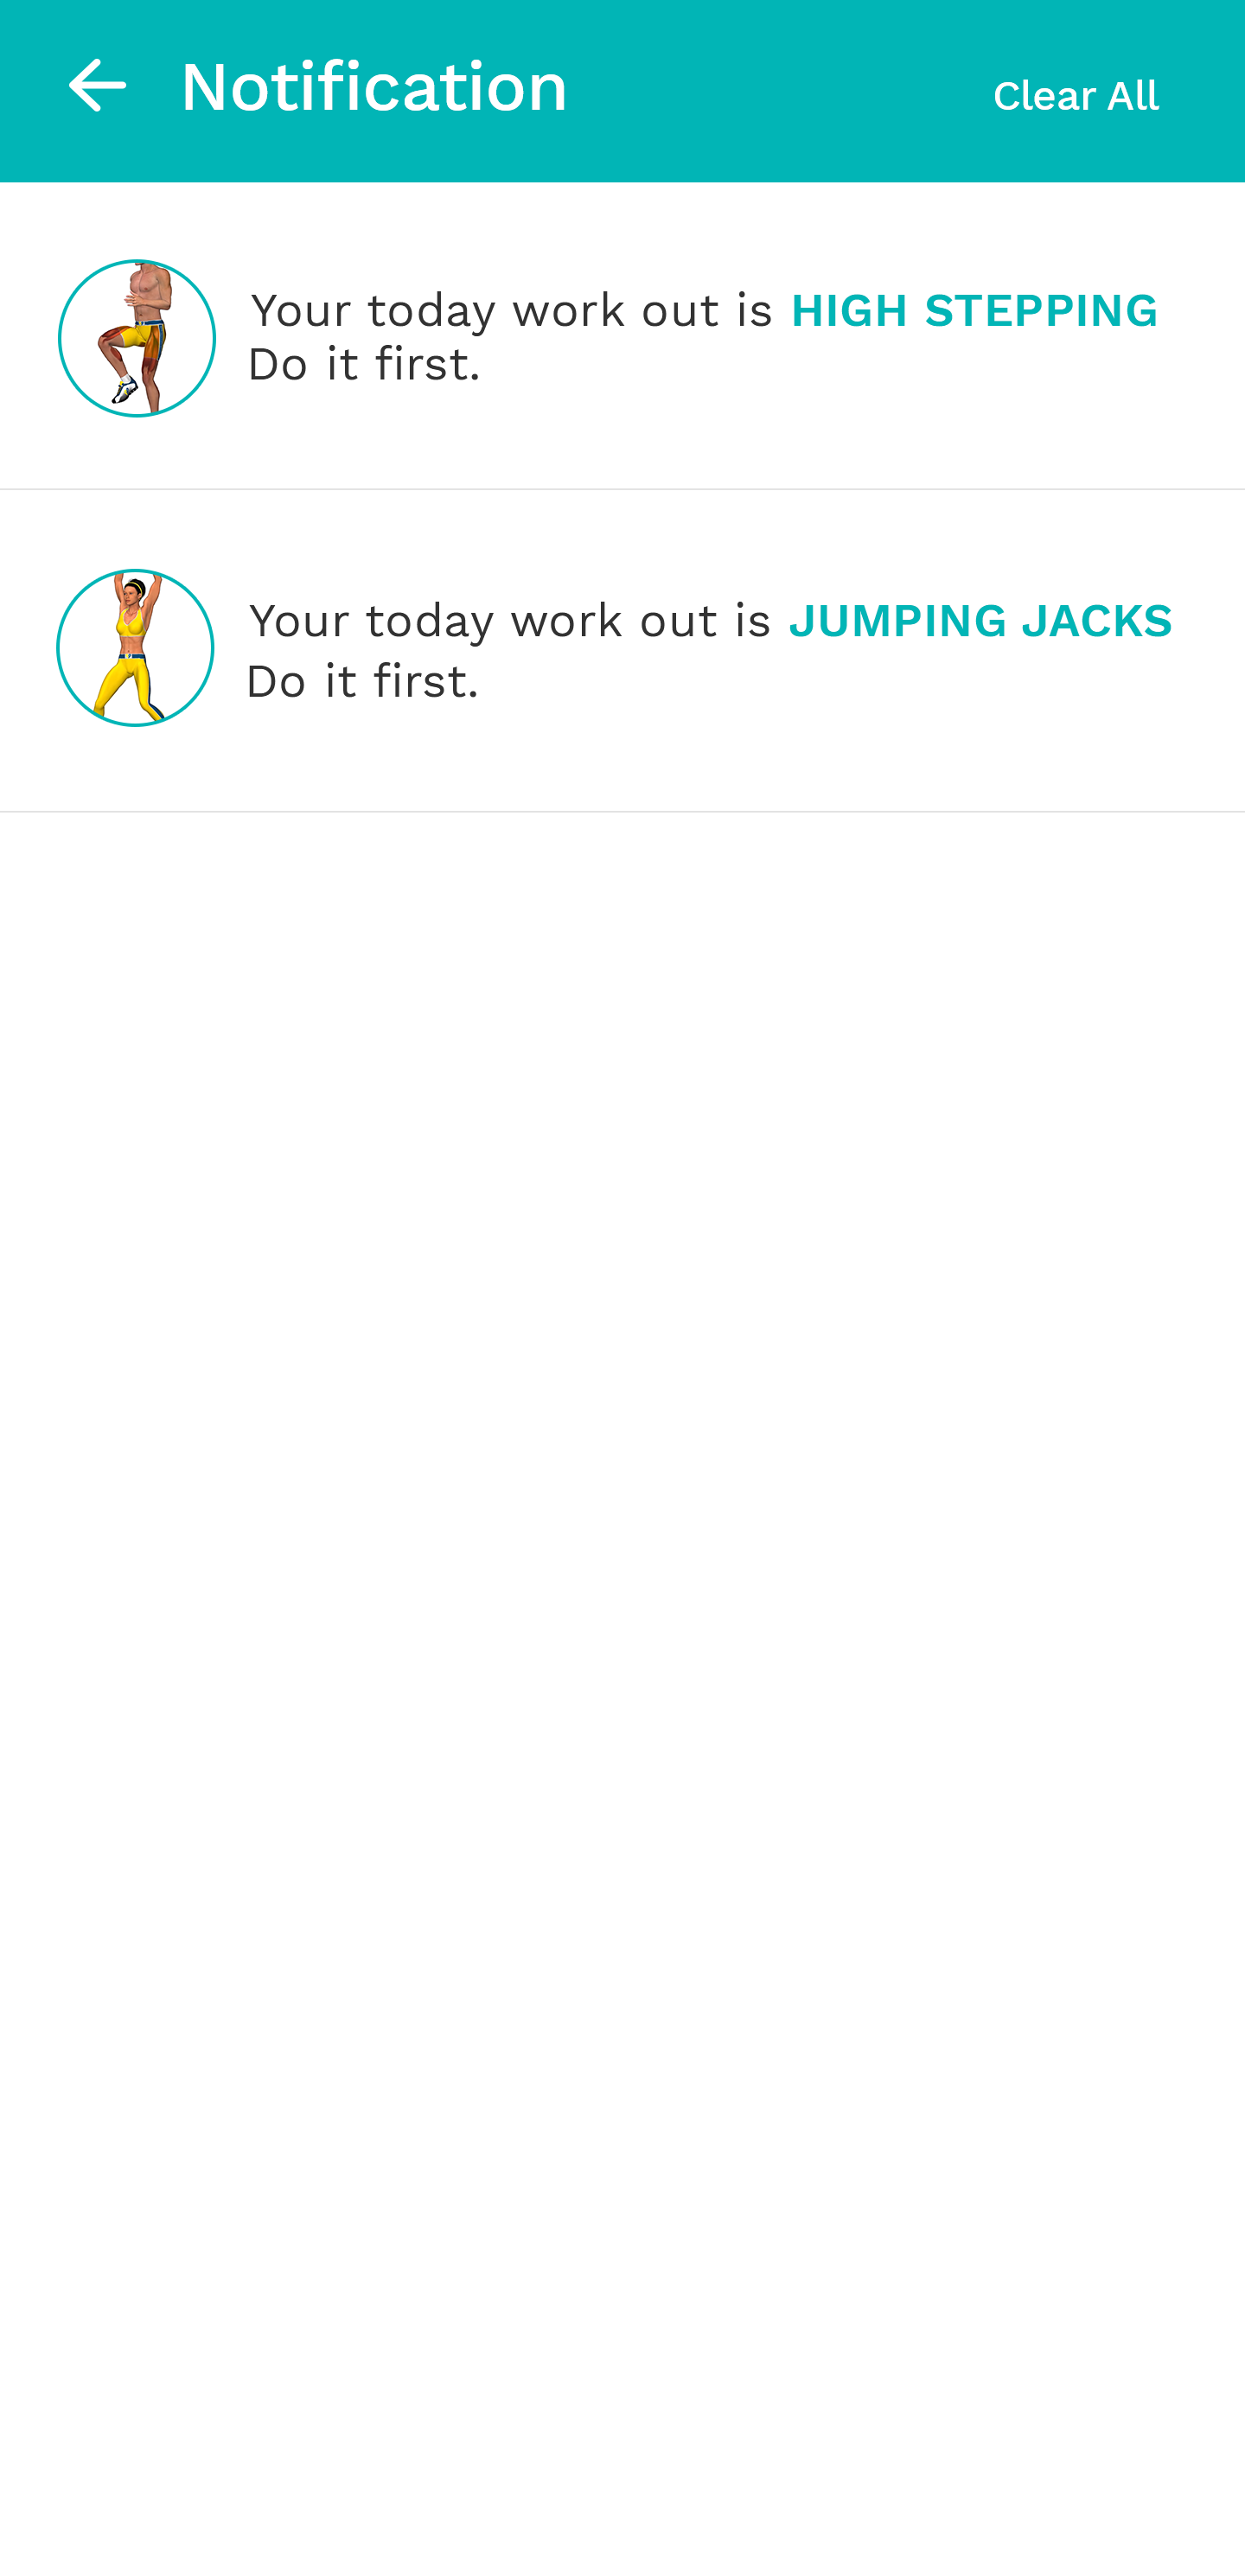 Notification
Clear All
Your today work out is HIGH STEPPING
Do it first.
Your today work out is JUMPING JACKS
Do it first.